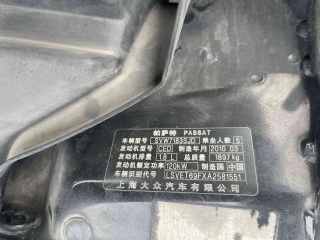 帕萨特 PASSAT
车辆型号 SVW7183SJD 乘坐人数 5
发动机型号 CED 制造年月 2010.03
发动机排量 1.8 L 总质量 1897kg
发动机额定功率 120kW 制造国 中国
车辆识别代号 LSVET69FXA2581551
上海大众汽车有限公司